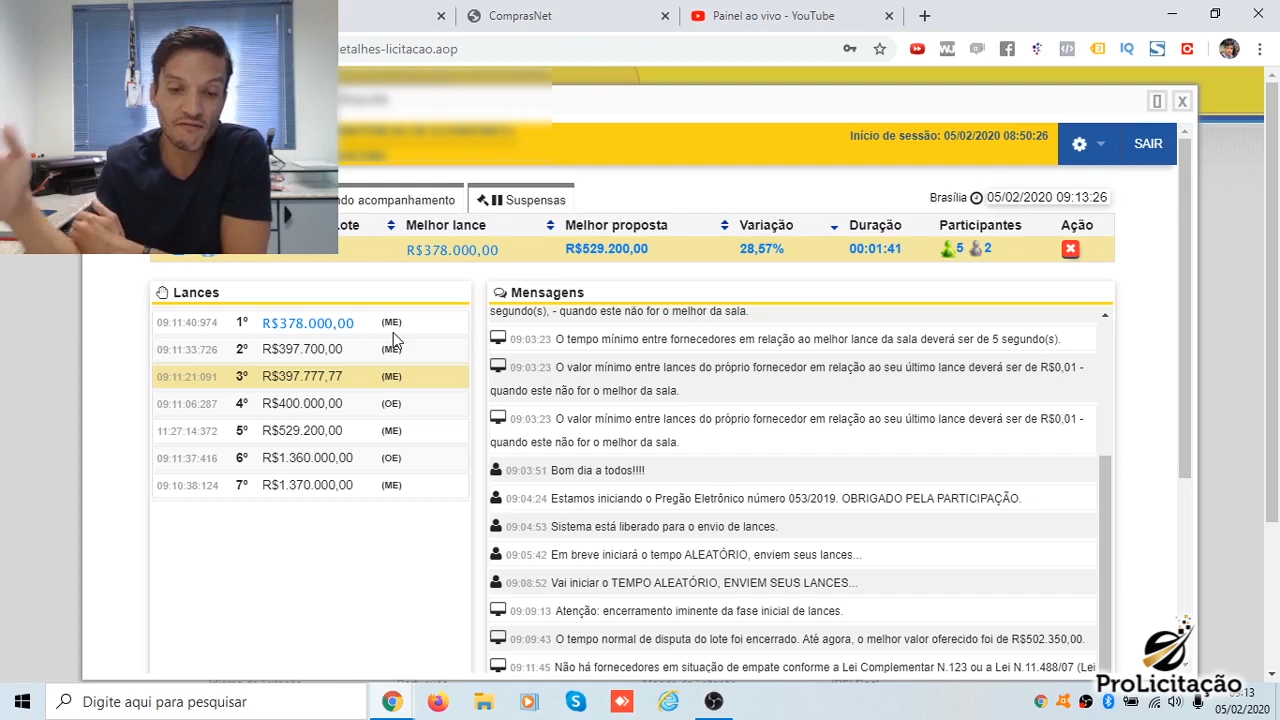 ComprasNet
Painel ao vivo - YouTube
etalhes-licitacao.aop
Início de sessão: 05/02/2020 08:50:26
SAIR
ndo acompanhamento
Suspensas
Brasília 05/02/2020 09:13:26
ote Melhor lance Melhor proposta Variação Duração Participantes Ação
R$378.000,00 R$529.200,00 28,57% 00:01:41 5 2
Lances
09:11:40:974 1º R$378.000,00 (ME)
09:11:33:726 2º R$397.700,00 (ME)
09:11:21:091 3º R$397.777,77 (ME)
09:11:06:287 4º R$400.000,00 (OE)
11:27:14:372 5º R$529.200,00 (ME)
09:11:37:416 6º R$1.360.000,00 (OE)
09:10:38:124 7º R$1.370.000,00 (ME)
Mensagens
segundo(s), - quando este não for o melhor da sala.
09:03:23 O tempo mínimo entre fornecedores em relação ao melhor lance da sala deverá ser de 5 segundo(s).
09:03:23 O valor mínimo entre lances do próprio fornecedor em relação ao seu último lance deverá ser de R$0,01 -
quando este não for o melhor da sala.
09:03:23 O valor mínimo entre lances do próprio fornecedor em relação ao seu último lance deverá ser de R$0,01 -
quando este não for o melhor da sala.
09:03:51 Bom dia a todos!!!!
09:04:24 Estamos iniciando o Pregão Eletrônico número 053/2019. OBRIGADO PELA PARTICIPAÇÃO.
09:04:53 Sistema está liberado para o envio de lances.
09:05:42 Em breve iniciará o tempo ALEATÓRIO, enviem seus lances...
09:08:52 Vai iniciar o TEMPO ALEATÓRIO, ENVIEM SEUS LANCES...
09:09:13 Atenção: encerramento iminente da fase inicial de lances.
09:09:43 O tempo normal de disputa do lote foi encerrado. Até agora, o melhor valor oferecido foi de R$502.350,00.
09:11:45 Não há fornecedores em situação de empate conforme a Lei Complementar N.123 ou a Lei N.11.488/07 (Lei
ProLicitação
Digite aqui para pesquisar
09:13
05/02/2020